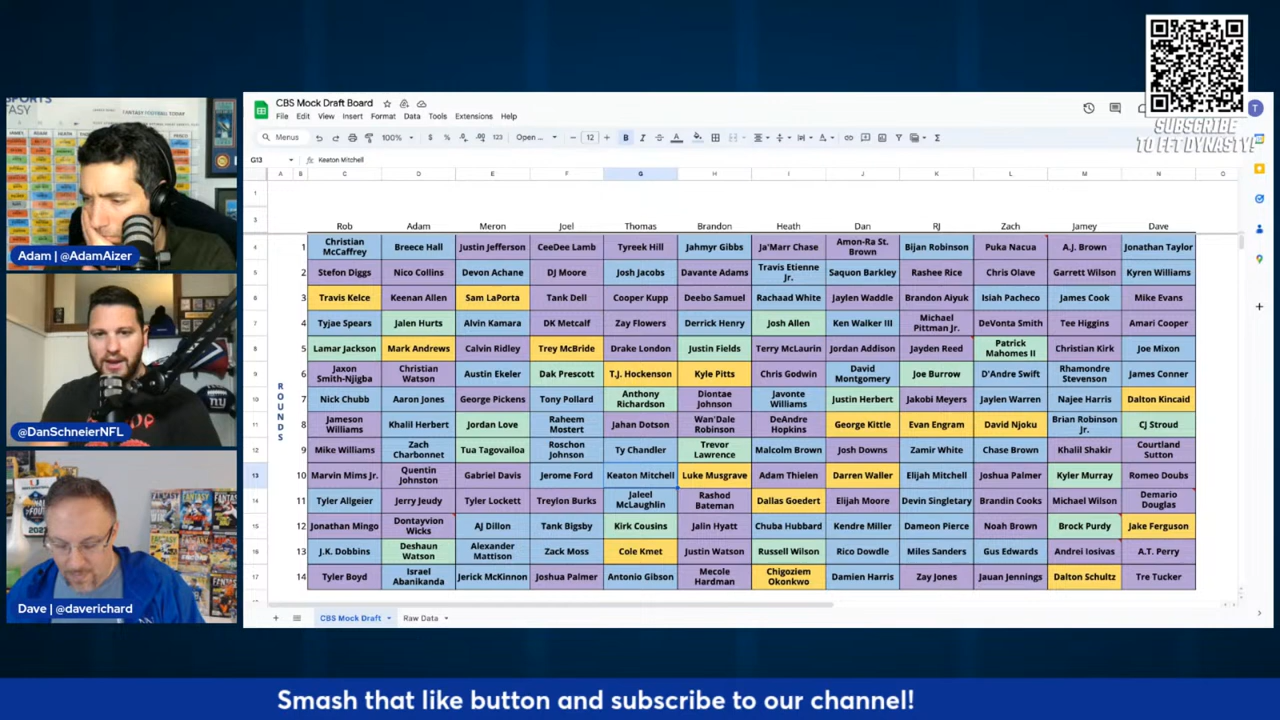 SUBSCRIBE
TO FFT DYNASTY!
Adam | @AdamAizer
@DanSchneierNFL
Dave | @daverichard
CBS Mock Draft Board
File Edit View Insert Format Data Tools Extensions Help
Menus 100% $ % .0 .00 123 Open ... 12 B I A
G13 fx Keaton Mitchell
A B C D E F G H I J K L M N O
Rob Adam Meron Joel Thomas Brandon Heath Dan RJ Zach Jamey Dave
ROUNDS
1 Christian McCaffrey Breece Hall Justin Jefferson CeeDee Lamb Tyreek Hill Jahmyr Gibbs Ja'Marr Chase Amon-Ra St. Brown Bijan Robinson Puka Nacua A.J. Brown Jonathan Taylor
2 Stefon Diggs Nico Collins Devon Achane DJ Moore Josh Jacobs Davante Adams Travis Etienne Jr. Saquon Barkley Rashee Rice Chris Olave Garrett Wilson Kyren Williams
3 Travis Kelce Keenan Allen Sam LaPorta Tank Dell Cooper Kupp Deebo Samuel Rachaad White Jaylen Waddle Brandon Aiyuk Isiah Pacheco James Cook Mike Evans
4 Tyjae Spears Jalen Hurts Alvin Kamara DK Metcalf Zay Flowers Derrick Henry Josh Allen Ken Walker III Michael Pittman Jr. DeVonta Smith Tee Higgins Amari Cooper
5 Lamar Jackson Mark Andrews Calvin Ridley Trey McBride Drake London Justin Fields Terry McLaurin Jordan Addison Jayden Reed Patrick Mahomes II Christian Kirk Joe Mixon
6 Jaxon Smith-Njigba Christian Watson Austin Ekeler Dak Prescott T.J. Hockenson Kyle Pitts Chris Godwin David Montgomery Joe Burrow D'Andre Swift Rhamondre Stevenson James Conner
7 Nick Chubb Aaron Jones George Pickens Tony Pollard Anthony Richardson Diontae Johnson Javonte Williams Justin Herbert Jakobi Meyers Jaylen Warren Najee Harris Dalton Kincaid
8 Jameson Williams Khalil Herbert Jordan Love Raheem Mostert Jahan Dotson Wan'Dale Robinson DeAndre Hopkins George Kittle Evan Engram David Njoku Brian Robinson Jr. CJ Stroud
9 Mike Williams Zach Charbonnet Tua Tagovailoa Roschon Johnson Ty Chandler Trevor Lawrence Malcolm Brown Josh Downs Zamir White Chase Brown Khalil Shakir Courtland Sutton
10 Marvin Mims Jr. Quentin Johnston Gabriel Davis Jerome Ford Keaton Mitchell Luke Musgrave Adam Thielen Darren Waller Elijah Mitchell Joshua Palmer Kyler Murray Romeo Doubs
11 Tyler Allgeier Jerry Jeudy Tyler Lockett Treylon Burks Jaleel McLaughlin Rashod Bateman Dallas Goedert Elijah Moore Devin Singletary Brandin Cooks Michael Wilson Demario Douglas
12 Jonathan Mingo Dontayvion Wicks AJ Dillon Tank Bigsby Kirk Cousins Jalin Hyatt Chuba Hubbard Kendre Miller Dameon Pierce Noah Brown Brock Purdy Jake Ferguson
13 J.K. Dobbins Deshaun Watson Alexander Mattison Zack Moss Cole Kmet Justin Watson Russell Wilson Rico Dowdle Miles Sanders Gus Edwards Andrei Iosivas A.T. Perry
14 Tyler Boyd Israel Abanikanda Jerick McKinnon Joshua Palmer Antonio Gibson Mecole Hardman Chigoziem Okonkwo Damien Harris Zay Jones Jauan Jennings Dalton Schultz Tre Tucker
CBS Mock Draft Raw Data
Smash that like button and subscribe to our channel!